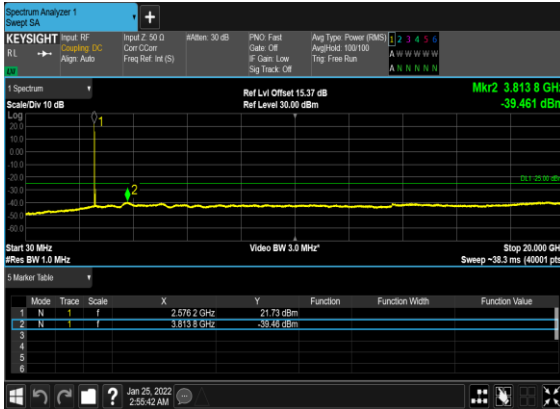 Spectrum Analyzer 1
Swept SA
+
KEYSIGHT Input: RF Input Z: 50 Ω #Atten: 30 dB PNO: Fast Avg Type: Power (RMS) 1 2 3 4 5 6
RL Coupling: DC Corr CCorr Gate: Off Avg|Hold: 100/100 A W W W W W
Align: Auto Freq Ref: Int (S) IF Gain: Low Trig: Free Run
Sig Track: Off A N N N N N
1 Spectrum Ref Lvl Offset 15.37 dB Mkr2 3.813 8 GHz
Scale/Div 10 dB Ref Level 30.00 dBm -39.461 dBm
Log
20.0
10.0
0.00
-10.0
-20.0
-30.0
-40.0
-50.0
-60.0
1
2
DL1 -25.00 dBm
Start 30 MHz Video BW 3.0 MHz* Stop 20.000 GHz
#Res BW 1.0 MHz Sweep ~38.3 ms (40001 pts)
5 Marker Table
Mode Trace Scale X Y Function Function Width Function Value
1 N 1 f 2.576 2 GHz 21.73 dBm
2 N 1 f 3.813 8 GHz -39.46 dBm
3
4
5
6
? Jan 25, 2022
2:55:42 AM